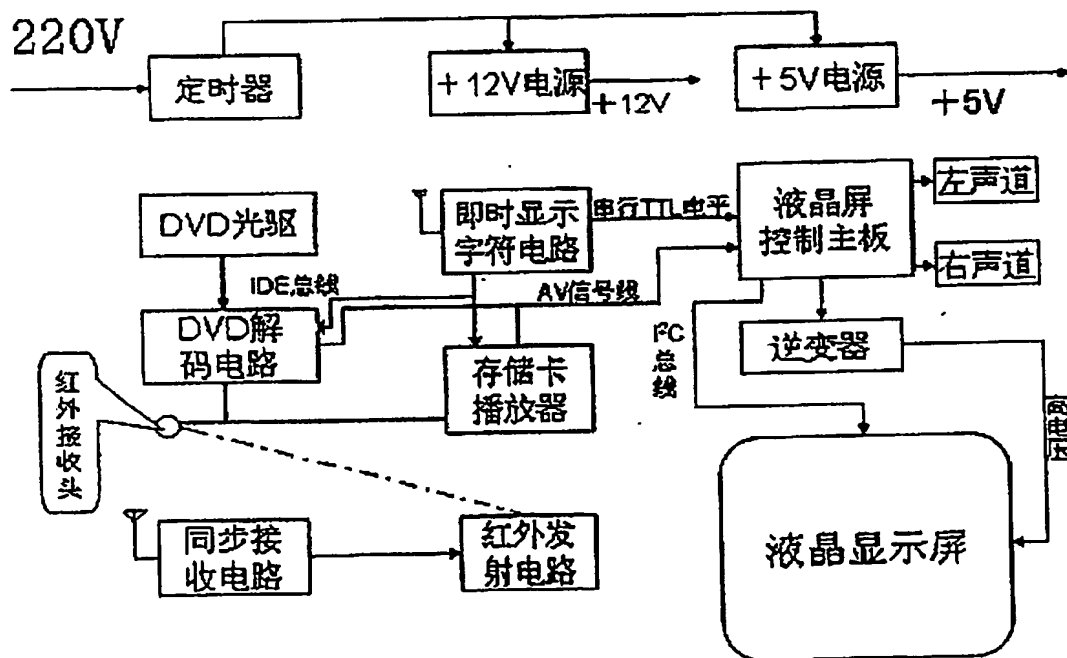 220V
定时器
+12V电源
+12V
+5V电源
+5V
DVD光驱
即时显示
字符电路
串行TTL电平
液晶屏
控制主板
左声道
右声道
IDE总线
AV信号线
DVD解
码电路
存储卡
播放器
I²C
总
线
逆变器
高
电
压
红
外
接
收
头
同步接
收电路
红外发
射电路
液晶显示屏